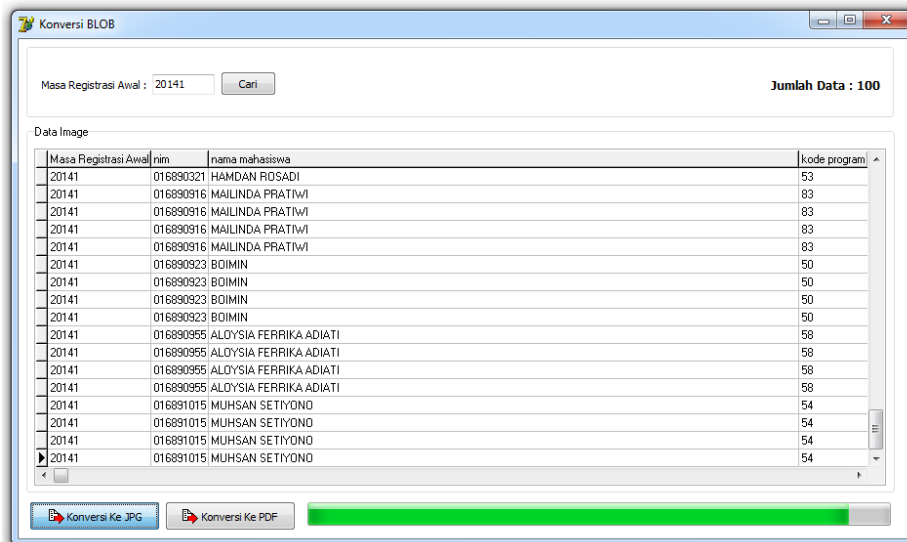 Konversi BLOB
Masa Registrasi Awal : 20141 Cari Jumlah Data : 100
Data Image
Masa Registrasi Awal nim nama mahasiswa kode program
20141 016890321 HAMDAN ROSADI 53
20141 016890916 MAILINDA PRATIWI 83
20141 016890916 MAILINDA PRATIWI 83
20141 016890916 MAILINDA PRATIWI 83
20141 016890916 MAILINDA PRATIWI 83
20141 016890923 BOIMIN 50
20141 016890923 BOIMIN 50
20141 016890923 BOIMIN 50
20141 016890923 BOIMIN 50
20141 016890955 ALOYSIA FERRIKA ADIATI 58
20141 016890955 ALOYSIA FERRIKA ADIATI 58
20141 016890955 ALOYSIA FERRIKA ADIATI 58
20141 016890955 ALOYSIA FERRIKA ADIATI 58
20141 016891015 MUHSAN SETIYONO 54
20141 016891015 MUHSAN SETIYONO 54
20141 016891015 MUHSAN SETIYONO 54
20141 016891015 MUHSAN SETIYONO 54
Konversi Ke JPG Konversi Ke PDF